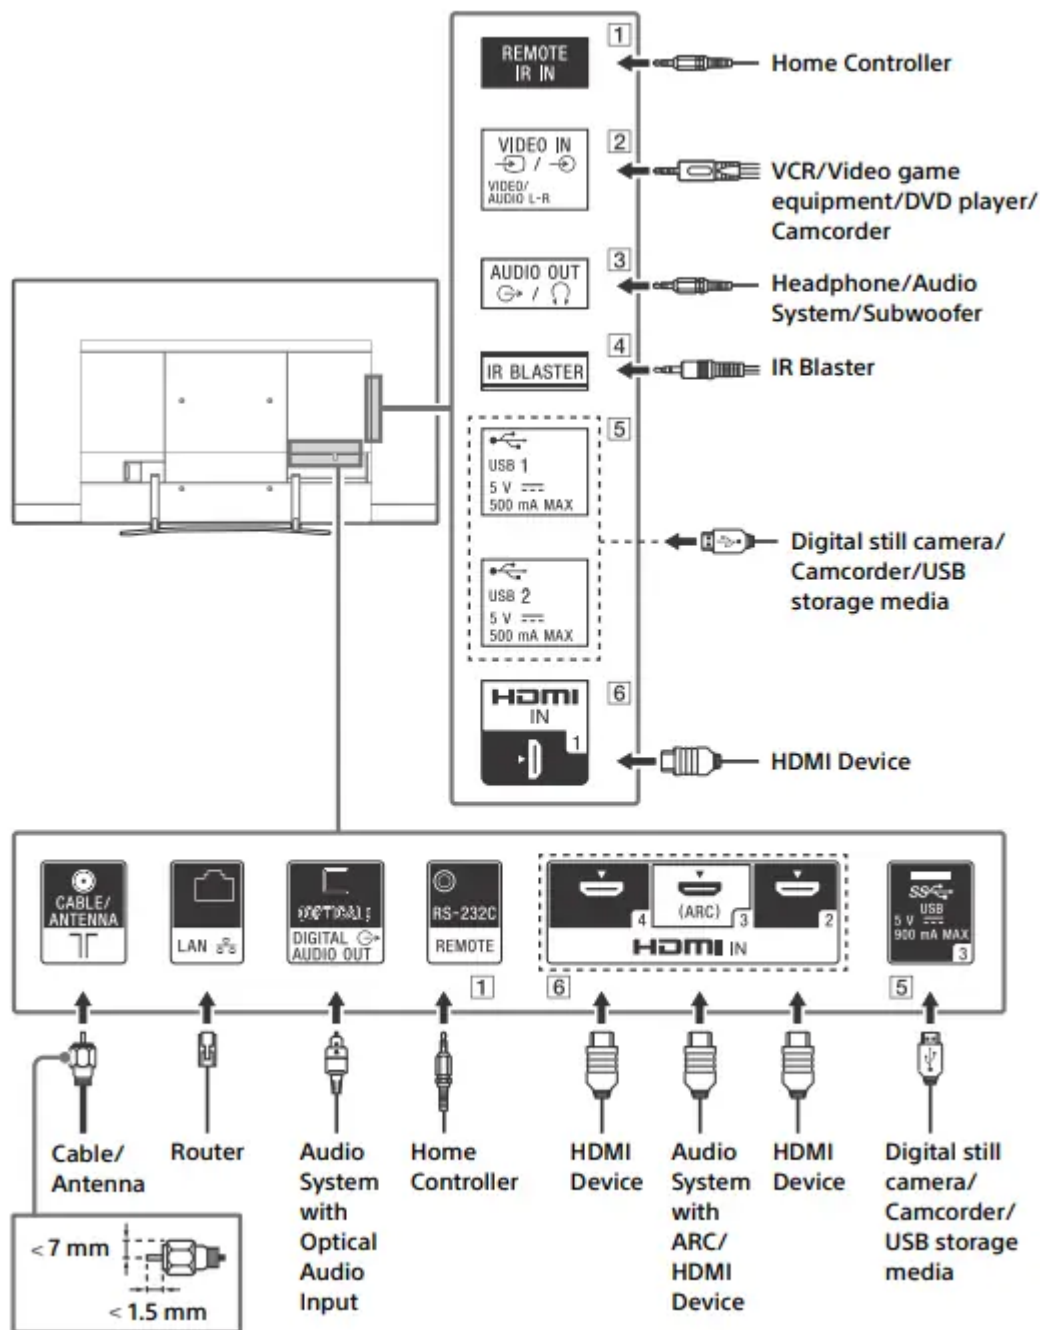 1
REMOTE
IR IN
Home Controller
VIDEO IN
2
/
VIDEO/
AUDIO L-R
VCR/Video game
equipment/DVD player/
Camcorder
3
AUDIO OUT
/
Headphone/Audio
System/Subwoofer
4
IR BLASTER
IR Blaster
5
USB 1
5 V
500 mA MAX
Digital still camera/
Camcorder/USB
storage media
USB 2
5 V
500 mA MAX
6
HDMI
IN
1
HDMI Device
CABLE/
ANTENNA
LAN
(OPTICAL)
DIGITAL
AUDIO OUT
RS-232C
REMOTE
1
4
(ARC)
3
2
HDMI IN
6
SS
USB
5 V
900 mA MAX
3
5
Cable/
Antenna
Router
Audio
System
with
Optical
Audio
Input
Home
Controller
HDMI
Device
Audio
System
with
ARC/
HDMI
Device
HDMI
Device
Digital still
camera/
Camcorder/
USB storage
media
< 7 mm
< 1.5 mm